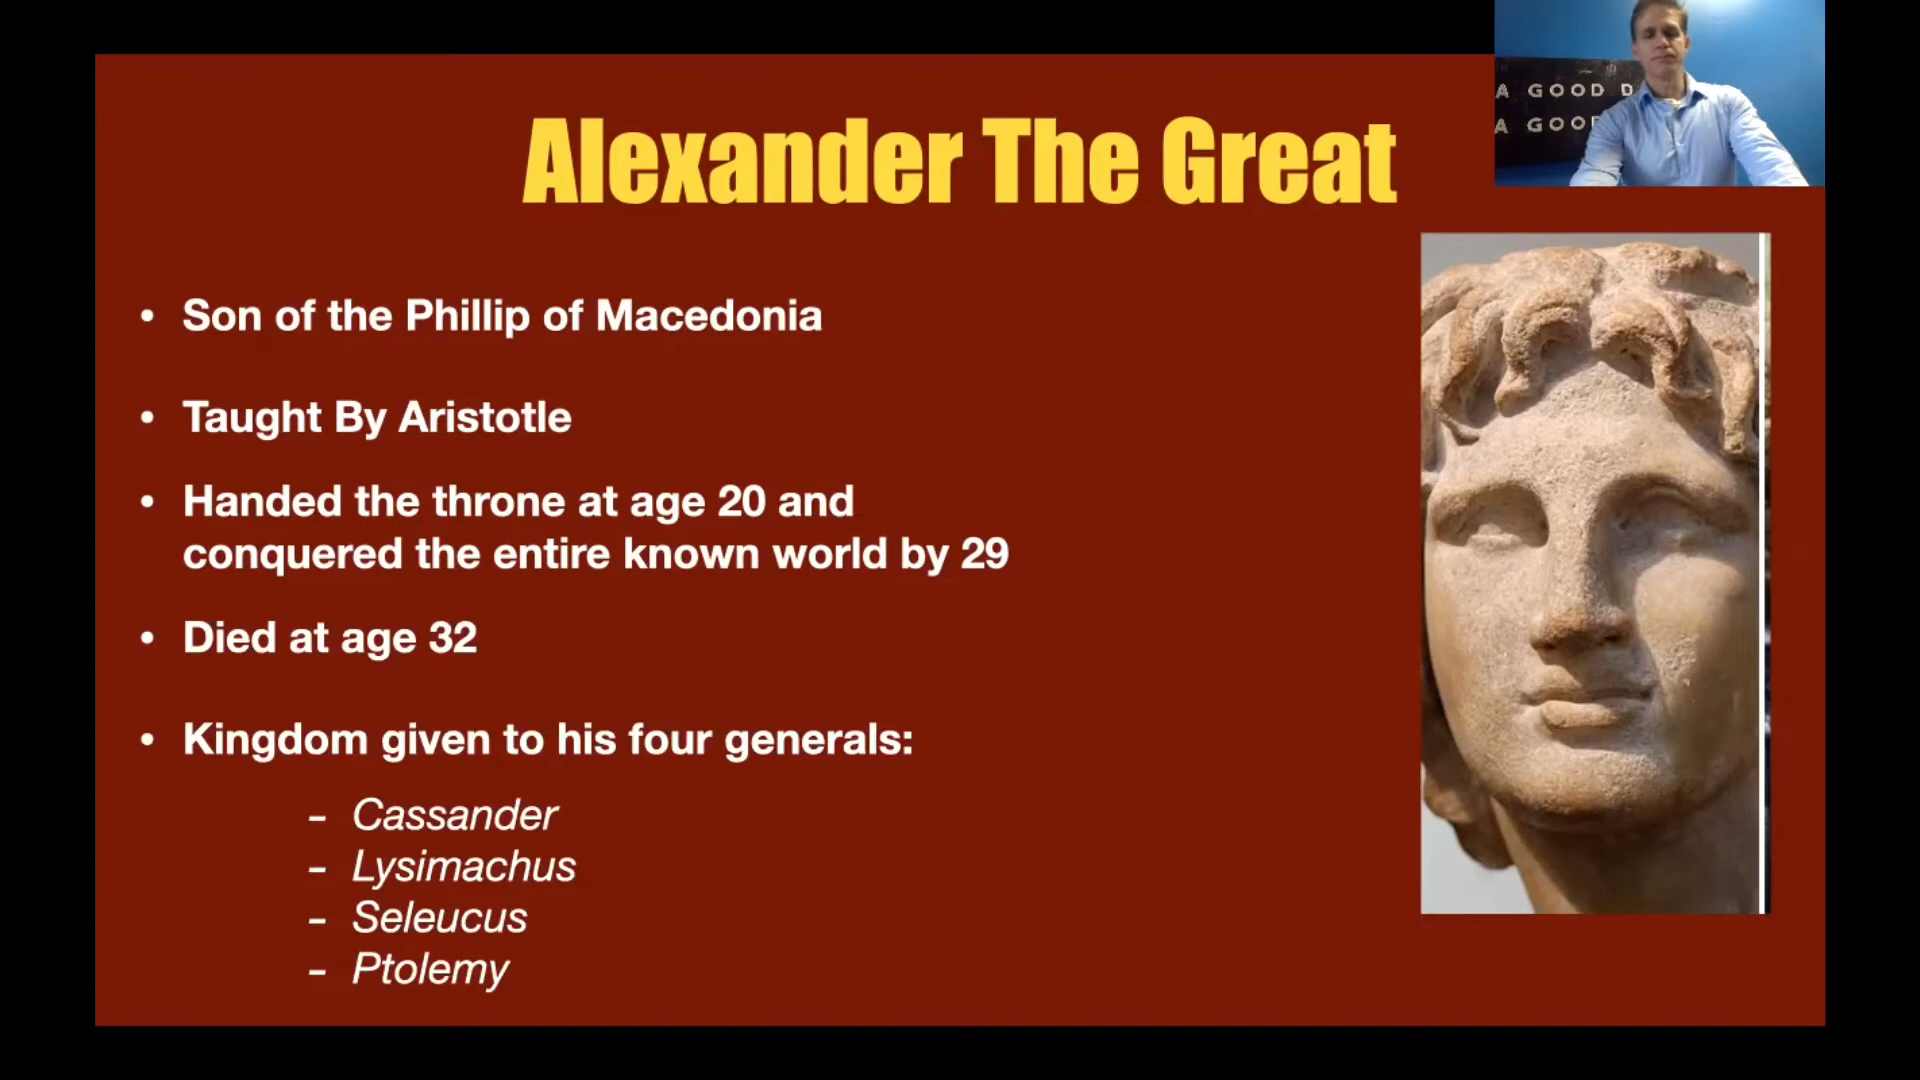 Alexander The Great
A GOOD D
A GOO
• Son of the Phillip of Macedonia
• Taught By Aristotle
• Handed the throne at age 20 and
conquered the entire known world by 29
• Died at age 32
• Kingdom given to his four generals:
- Cassander
- Lysimachus
- Seleucus
- Ptolemy